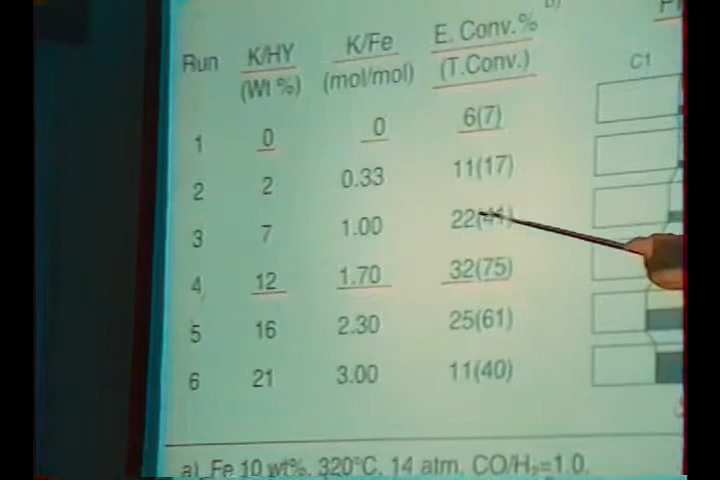 Run K/HY (Wt %) K/Fe (mol/mol) E. Conv.% (T.Conv.) C1
1 0 0 6(7)
2 2 0.33 11(17)
3 7 1.00 22(41)
4 12 1.70 32(75)
5 16 2.30 25(61)
6 21 3.00 11(40)
a) Fe 10 wt%, 320°C, 14 atm, CO/H₂=1.0.